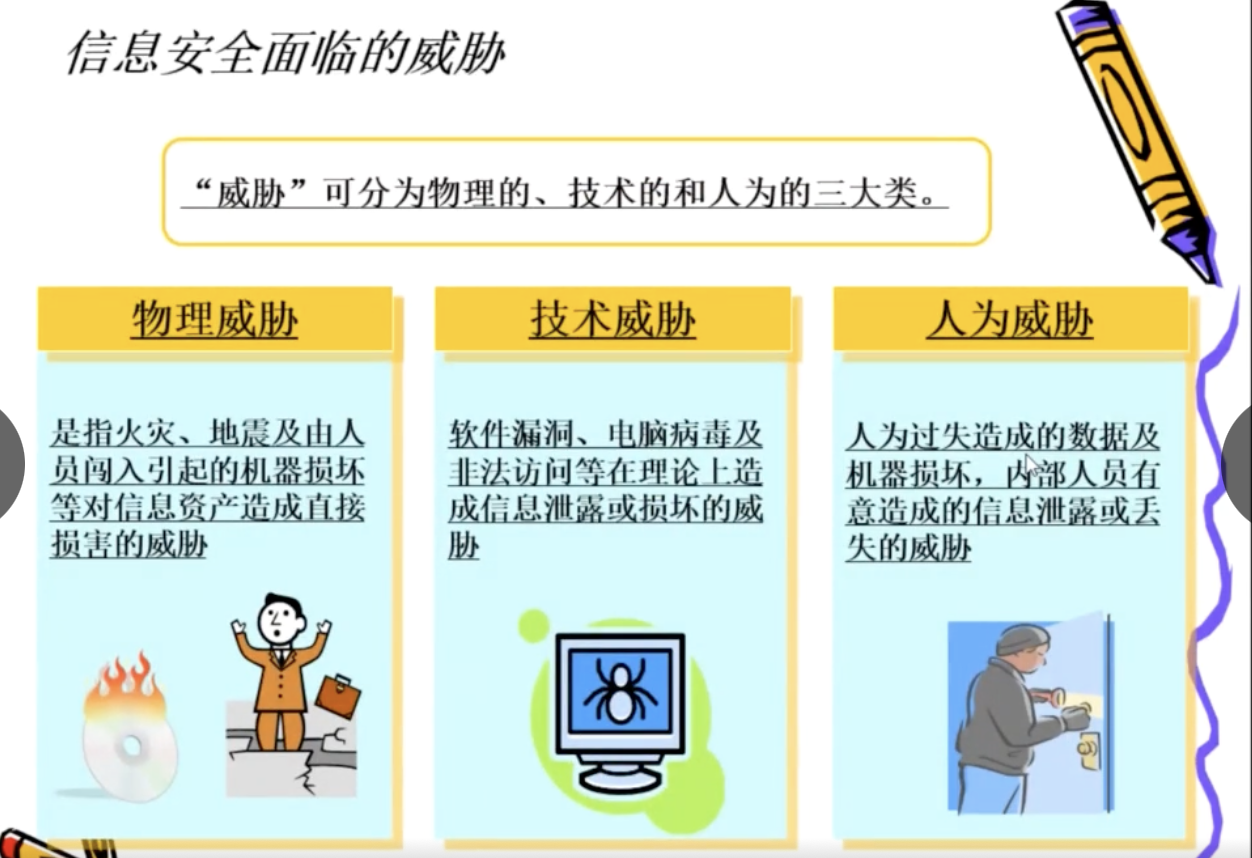 信息安全面临的威胁
“威胁”可分为物理的、技术的和人为的三大类。
物理威胁
是指火灾、地震及由人
员闯入引起的机器损坏
等对信息资产造成直接
损害的威胁
技术威胁
软件漏洞、电脑病毒及
非法访问等在理论上造
成信息泄露或损坏的威
胁
人为威胁
人为过失造成的数据及
机器损坏，内部人员有
意造成的信息泄露或丢
失的威胁